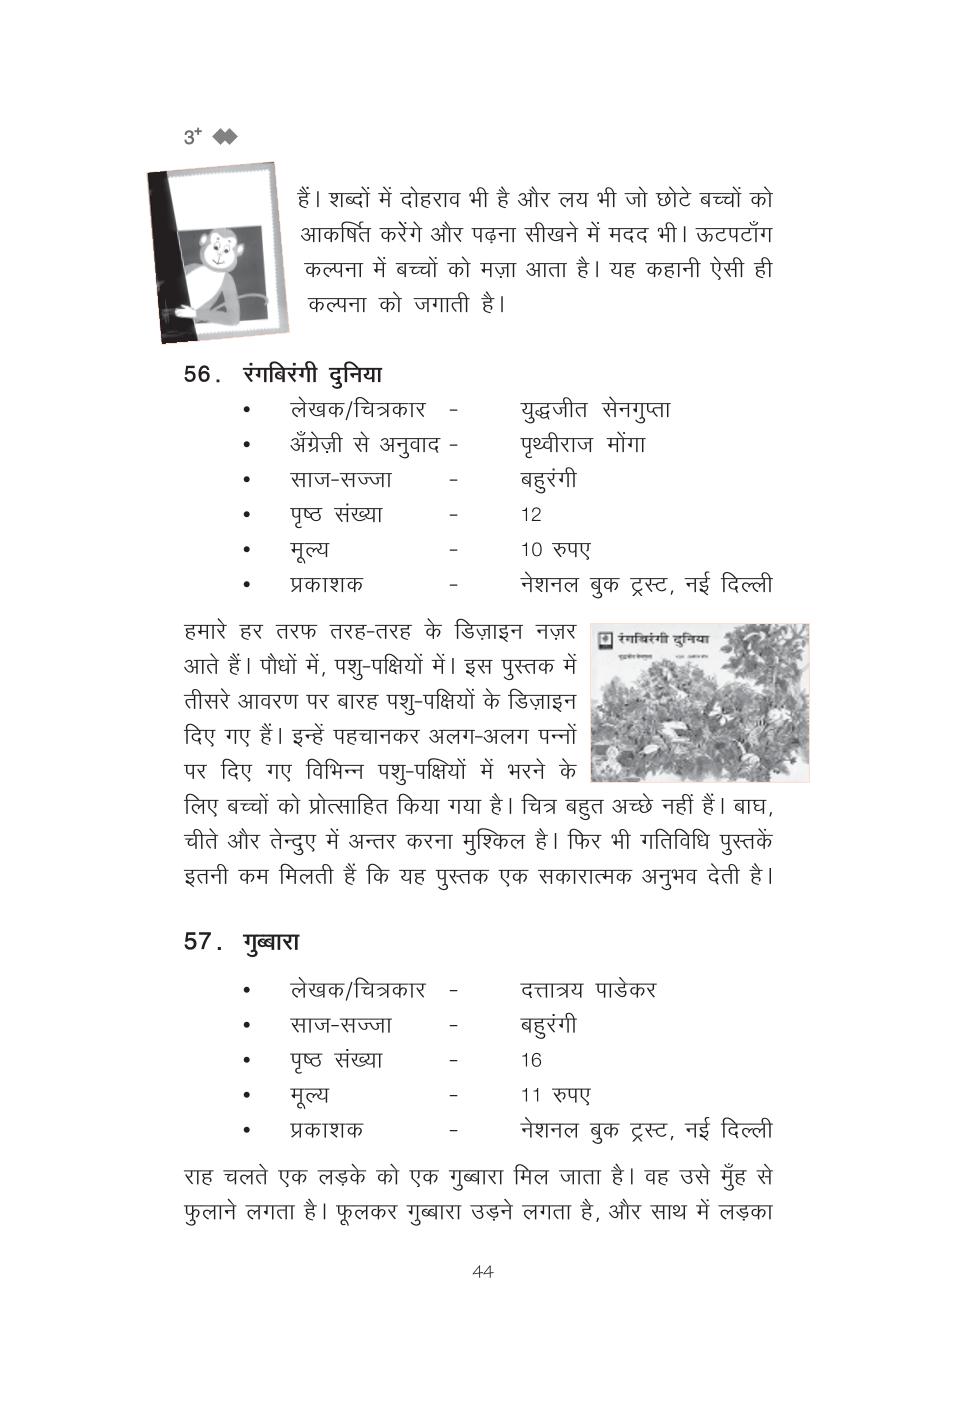 3+
हैं। शब्दों में दोहराव भी है और लय भी जो छोटे बच्चों को
आकर्षित करेंगे और पढ़ना सीखने में मदद भी। ऊटपटाँग
कल्पना में बच्चों को मज़ा आता है। यह कहानी ऐसी ही
कल्पना को जगाती है।
56. रंगबिरंगी दुनिया
• लेखक/चित्रकार - युद्धजीत सेनगुप्ता
• अँग्रेज़ी से अनुवाद - पृथ्वीराज मोंगा
• साज-सज्जा - बहुरंगी
• पृष्ठ संख्या - 12
• मूल्य - 10 रुपए
• प्रकाशक - नेशनल बुक ट्रस्ट, नई दिल्ली
हमारे हर तरफ तरह-तरह के डिज़ाइन नज़र
आते हैं। पौधों में, पशु-पक्षियों में। इस पुस्तक में
तीसरे आवरण पर बारह पशु-पक्षियों के डिज़ाइन
दिए गए हैं। इन्हें पहचानकर अलग-अलग पन्नों
पर दिए गए विभिन्न पशु-पक्षियों में भरने के
रंगबिरंगी दुनिया
लिए बच्चों को प्रोत्साहित किया गया है। चित्र बहुत अच्छे नहीं हैं। बाघ,
चीते और तेन्दुए में अन्तर करना मुश्किल है। फिर भी गतिविधि पुस्तकें
इतनी कम मिलती हैं कि यह पुस्तक एक सकारात्मक अनुभव देती है।
57. गुब्बारा
• लेखक/चित्रकार - दत्तात्रय पाडेकर
• साज-सज्जा - बहुरंगी
• पृष्ठ संख्या - 16
• मूल्य - 11 रुपए
• प्रकाशक - नेशनल बुक ट्रस्ट, नई दिल्ली
राह चलते एक लड़के को एक गुब्बारा मिल जाता है। वह उसे मुँह से
फुलाने लगता है। फूलकर गुब्बारा उड़ने लगता है, और साथ में लड़का
44